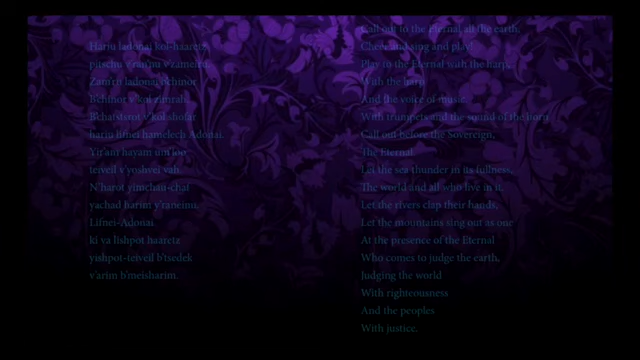 Hariu ladonai kol-haaretz,
pitschu v'ran'nu v'zameiru.
Zam'ru ladonai b'chinor
B'chinor v'kol zimrah.
B'chatsitsrot v'kol shofar
hariu lifnei hamelech Adonai.
Yir'am hayam um'loo
teiveil v'yoshvei vah.
N'harot yimchau-chaf
yachad harim y'raneinu.
Lifnei-Adonai
ki va lishpot haaretz
yishpot-teiveil b'tsedek
v'amim b'meisharim.
Call out to the Eternal all the earth,
Cheer and sing and play!
Play to the Eternal with the harp,
With the harp
And the voice of music.
With trumpets and the sound of the horn
Call out before the Sovereign,
The Eternal.
Let the sea thunder in its fullness,
The world and all who live in it,
Let the rivers clap their hands,
Let the mountains sing out as one
At the presence of the Eternal
Who comes to judge the earth,
Judging the world
With righteousness
And the peoples
With justice.